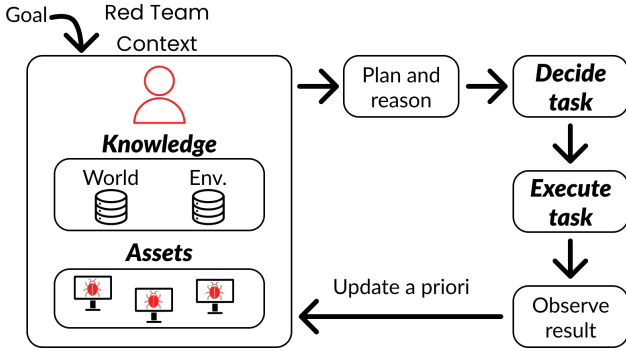 Goal
Red Team
Context
Knowledge
World
Env.
Assets
Plan and
reason
Decide
task
Execute
task
Observe
result
Update a priori